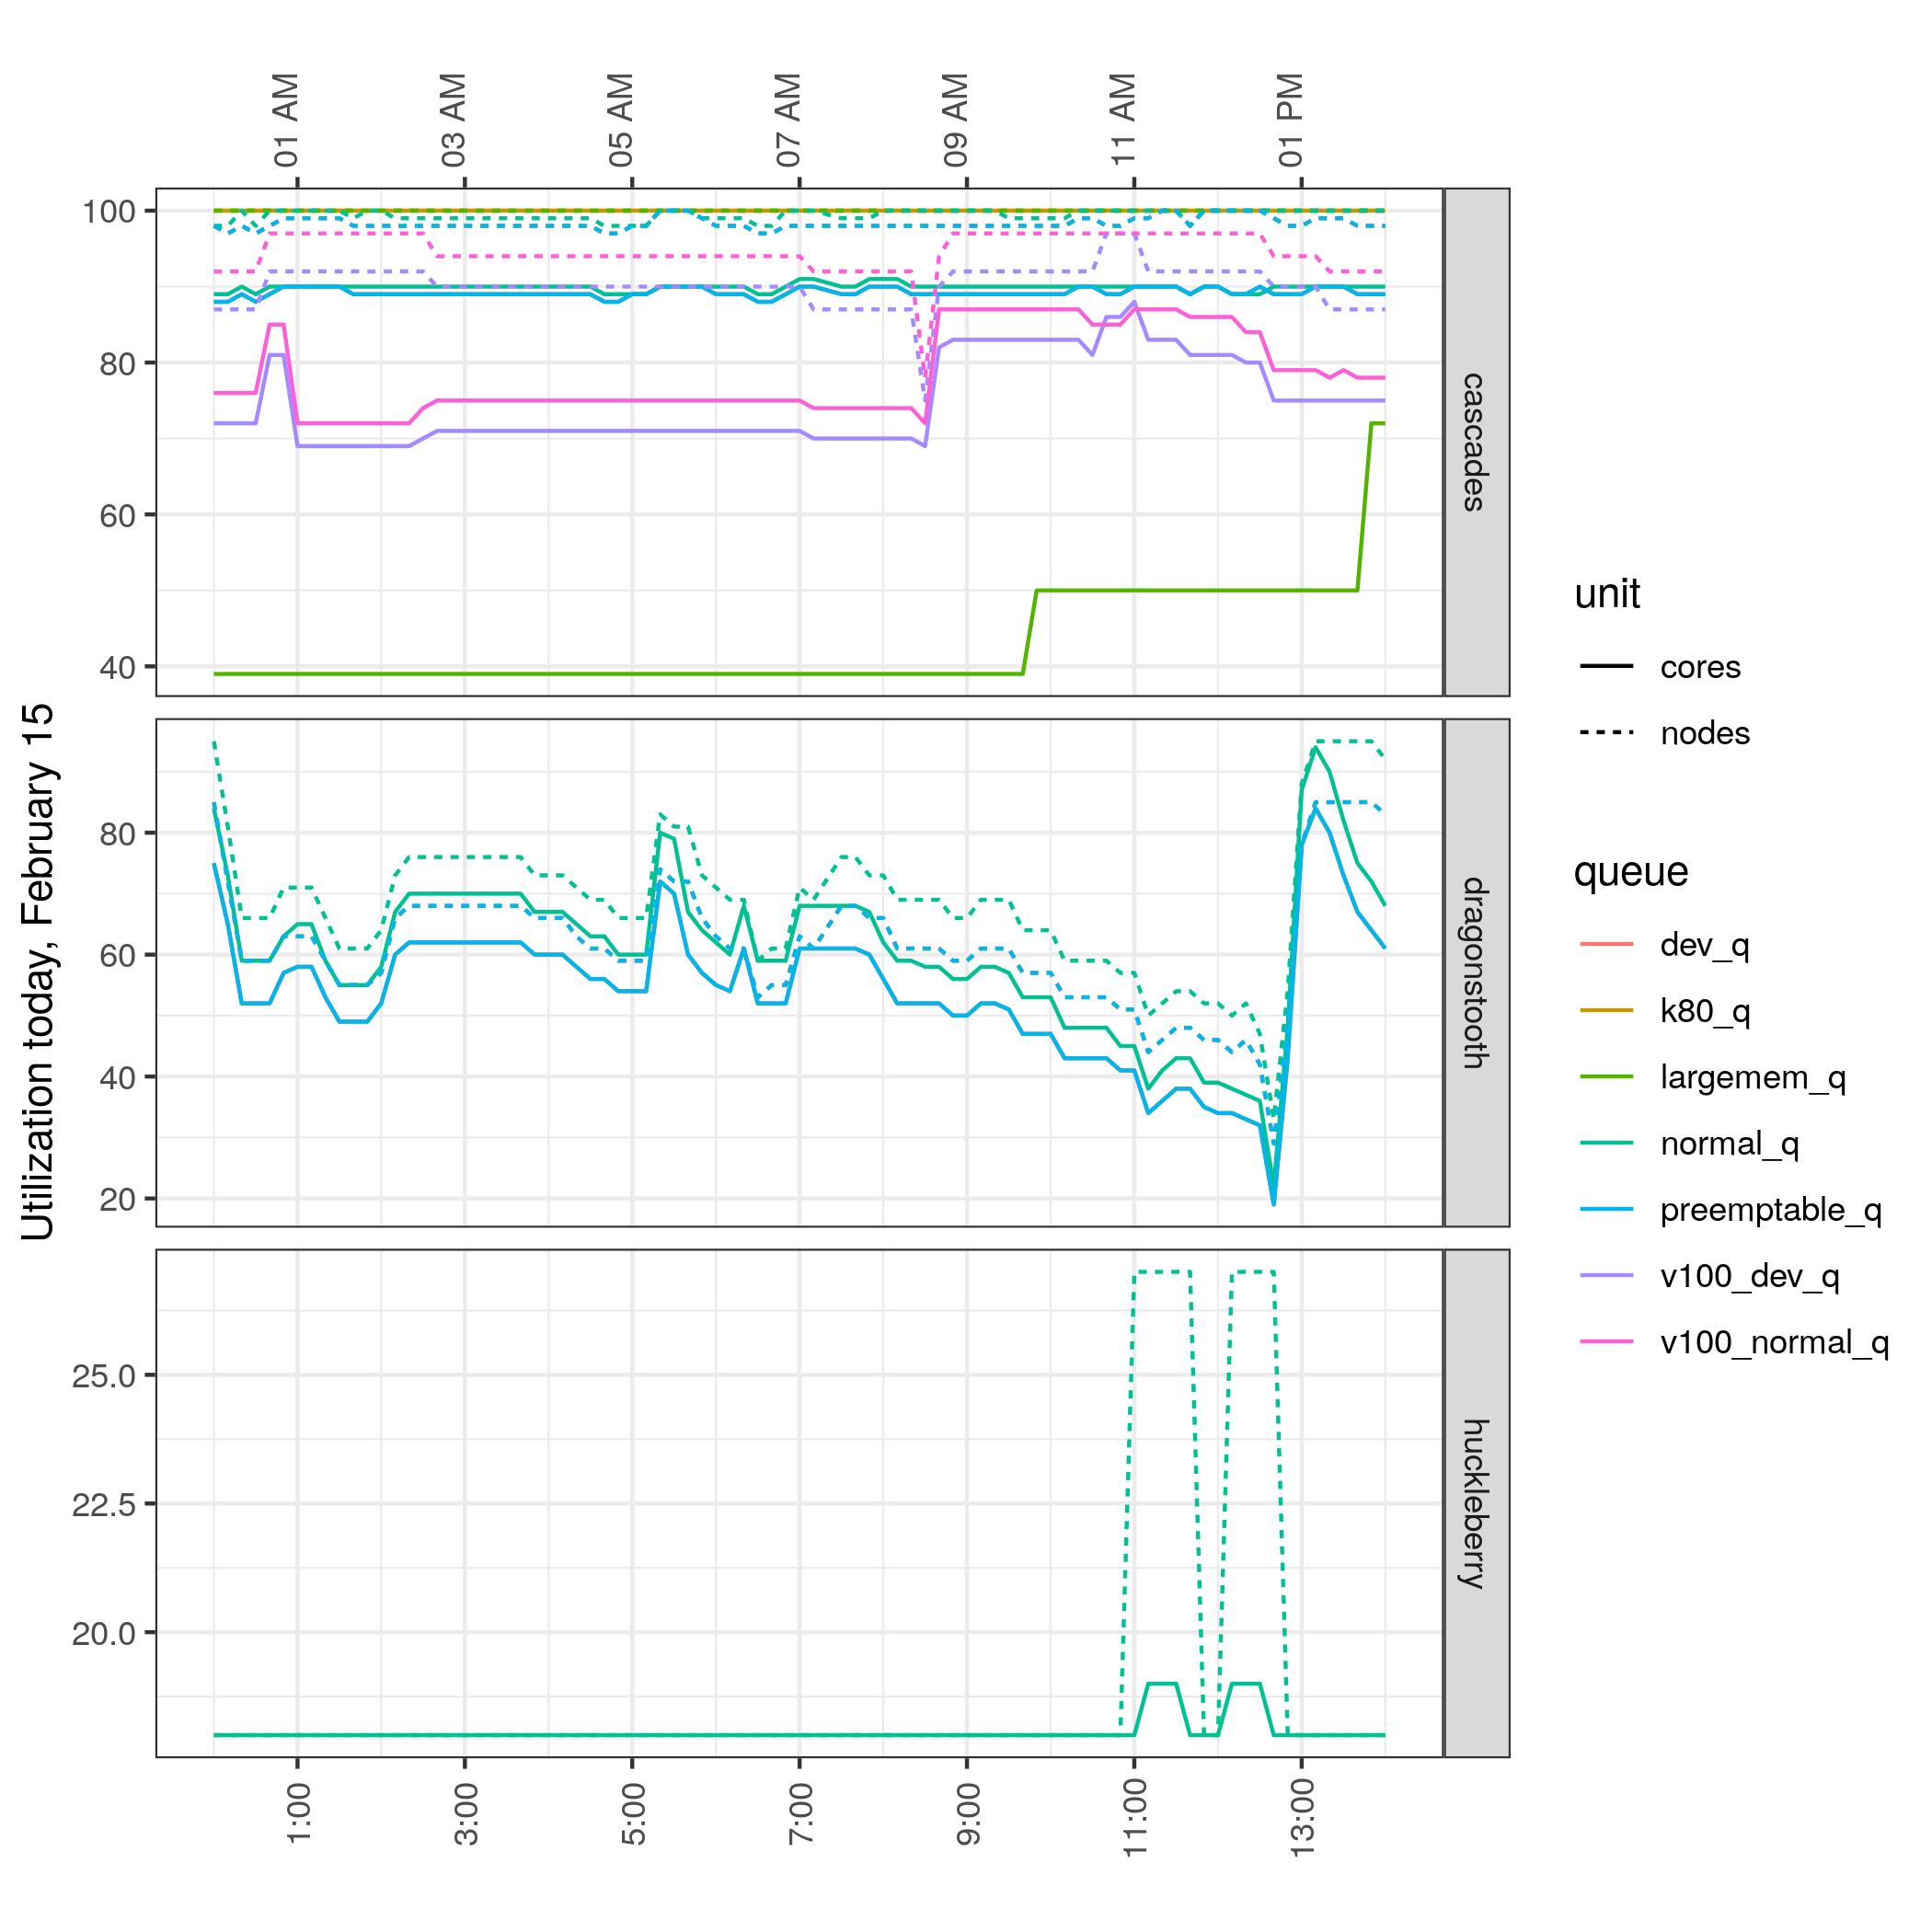 01 AM
03 AM
05 AM
07 AM
09 AM
11 AM
01 PM
Utilization today, February 15
100
80
60
40
cascades
80
60
40
20
dragonstooth
25.0
22.5
20.0
huckleberry
1:00
3:00
5:00
7:00
9:00
11:00
13:00
unit
cores
nodes
queue
dev_q
k80_q
largemem_q
normal_q
preemptable_q
v100_dev_q
v100_normal_q